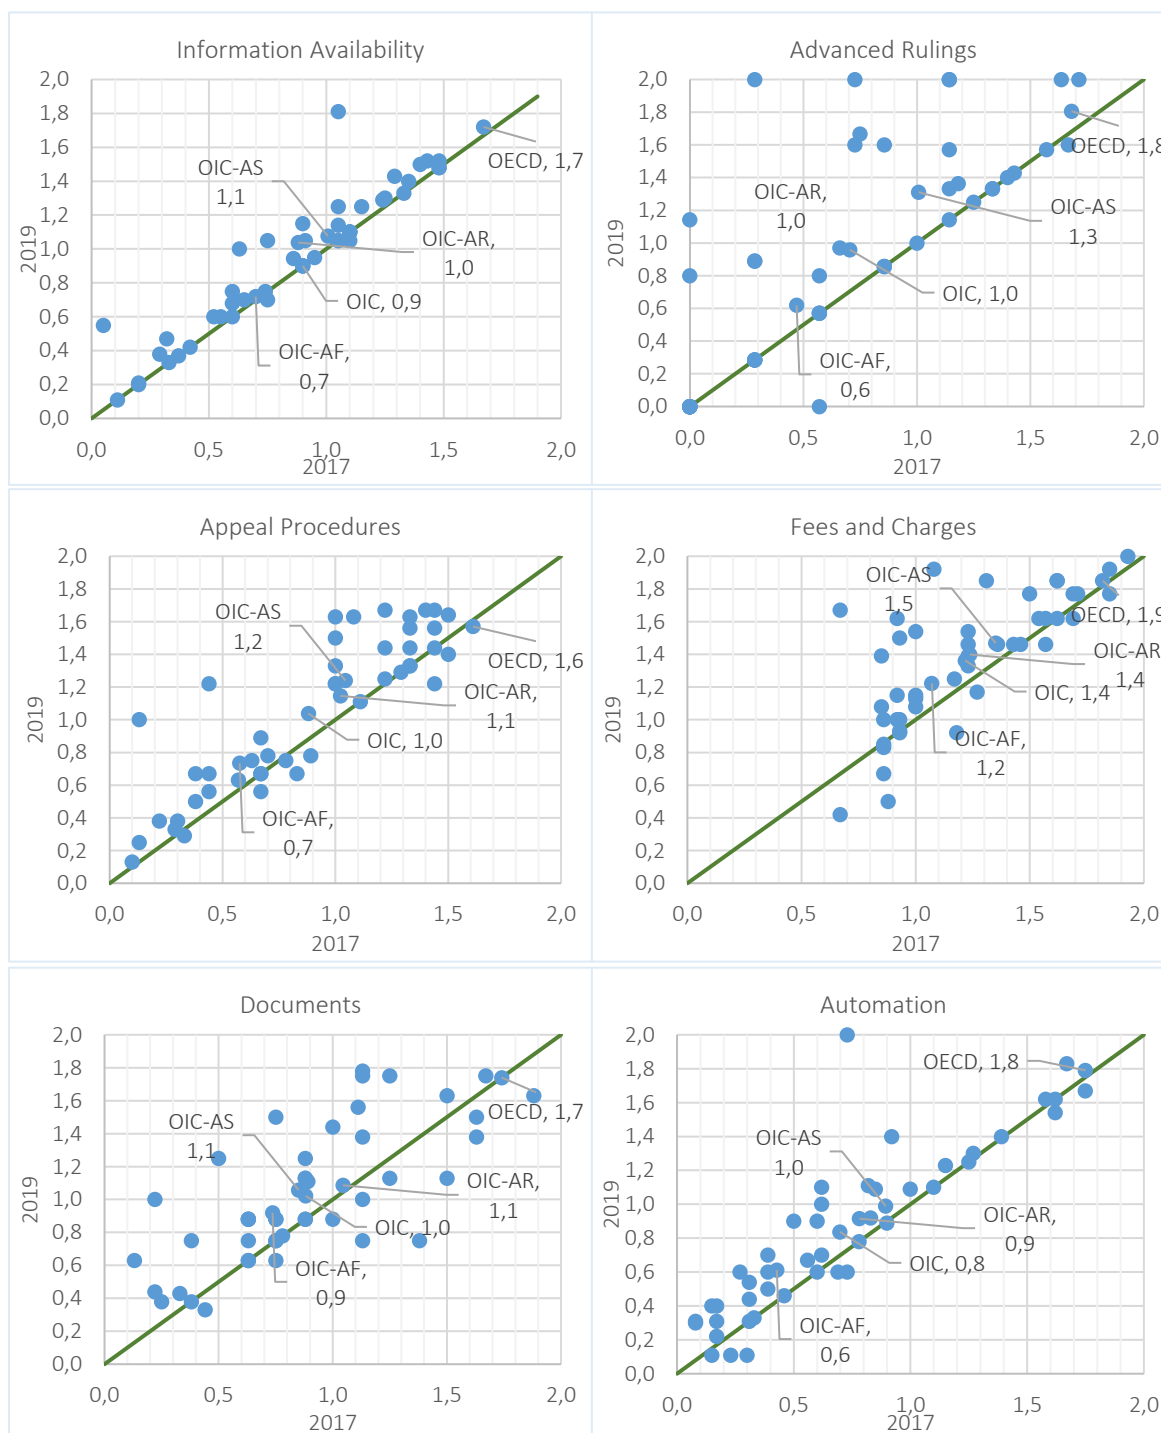 Information Availability
2,0
1,8
1,6
1,4
1,2
1,0
0,8
0,6
0,4
0,2
0,0
2019
OIC-AS
1,1
OECD, 1,7
OIC-AR,
1,0
OIC, 0,9
OIC-AF,
0,7
0,0 0,5 1,0 1,5 2,0
2017
Advanced Rulings
2,0
1,8
1,6
1,4
1,2
1,0
0,8
0,6
0,4
0,2
0,0
2019
OECD, 1,8
OIC-AR,
1,0
OIC-AS
1,3
OIC, 1,0
OIC-AF,
0,6
0,0 0,5 1,0 1,5 2,0
2017
Appeal Procedures
2,0
1,8
1,6
1,4
1,2
1,0
0,8
0,6
0,4
0,2
0,0
2019
OIC-AS
1,2
OECD, 1,6
OIC-AR,
1,1
OIC, 1,0
OIC-AF,
0,7
0,0 0,5 1,0 1,5 2,0
2017
Fees and Charges
2,0
1,8
1,6
1,4
1,2
1,0
0,8
0,6
0,4
0,2
0,0
2019
OIC-AS
1,5
OECD, 1,9
OIC-AR
1,4
OIC, 1,4
OIC-AF,
1,2
0,0 0,5 1,0 1,5 2,0
2017
Documents
2,0
1,8
1,6
1,4
1,2
1,0
0,8
0,6
0,4
0,2
0,0
2019
OECD, 1,7
OIC-AS
1,1
OIC-AR,
1,1
OIC, 1,0
OIC-AF,
0,9
0,0 0,5 1,0 1,5 2,0
2017
Automation
2,0
1,8
1,6
1,4
1,2
1,0
0,8
0,6
0,4
0,2
0,0
2019
OECD, 1,8
OIC-AS
1,0
OIC-AR,
0,9
OIC, 0,8
OIC-AF,
0,6
0,0 0,5 1,0 1,5 2,0
2017